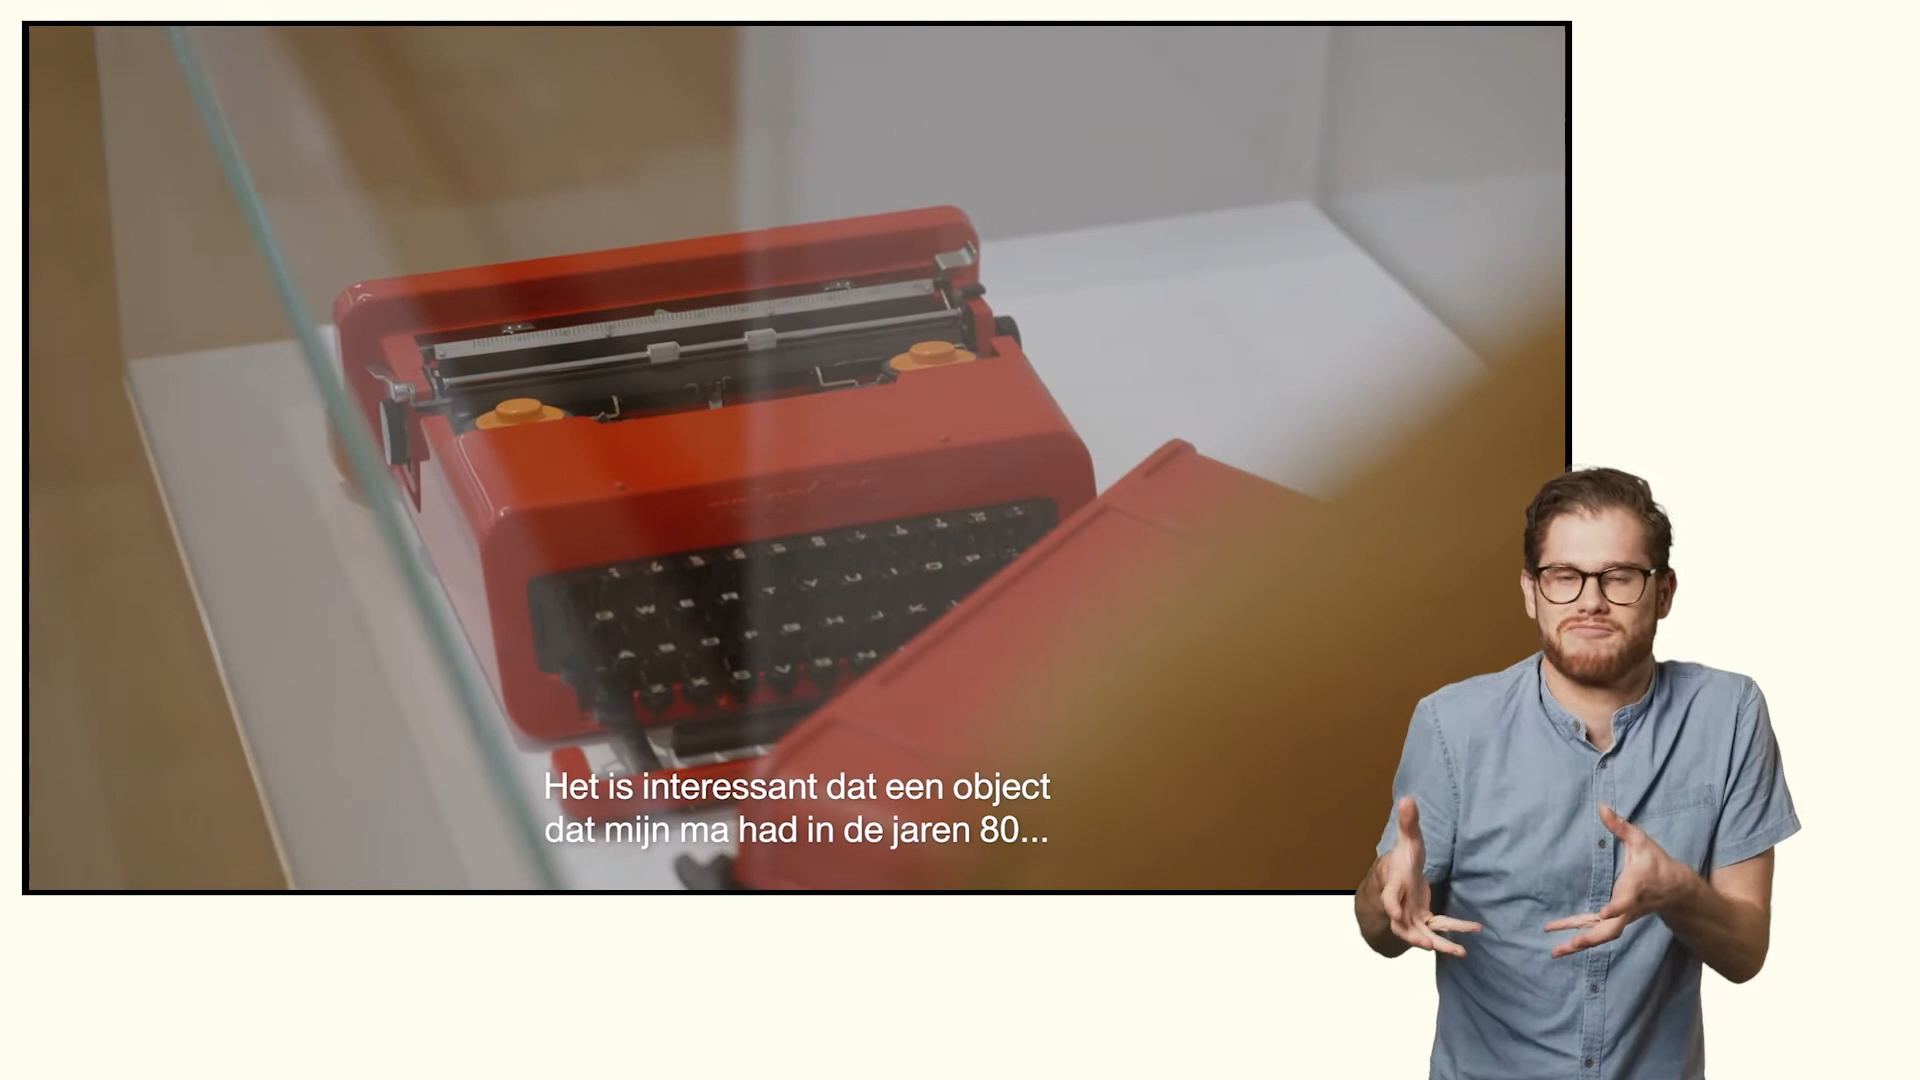 Q W E R T Y U I O P
A S D F G H J K
Z X C V B N
Het is interessant dat een object
dat mijn ma had in de jaren 80...